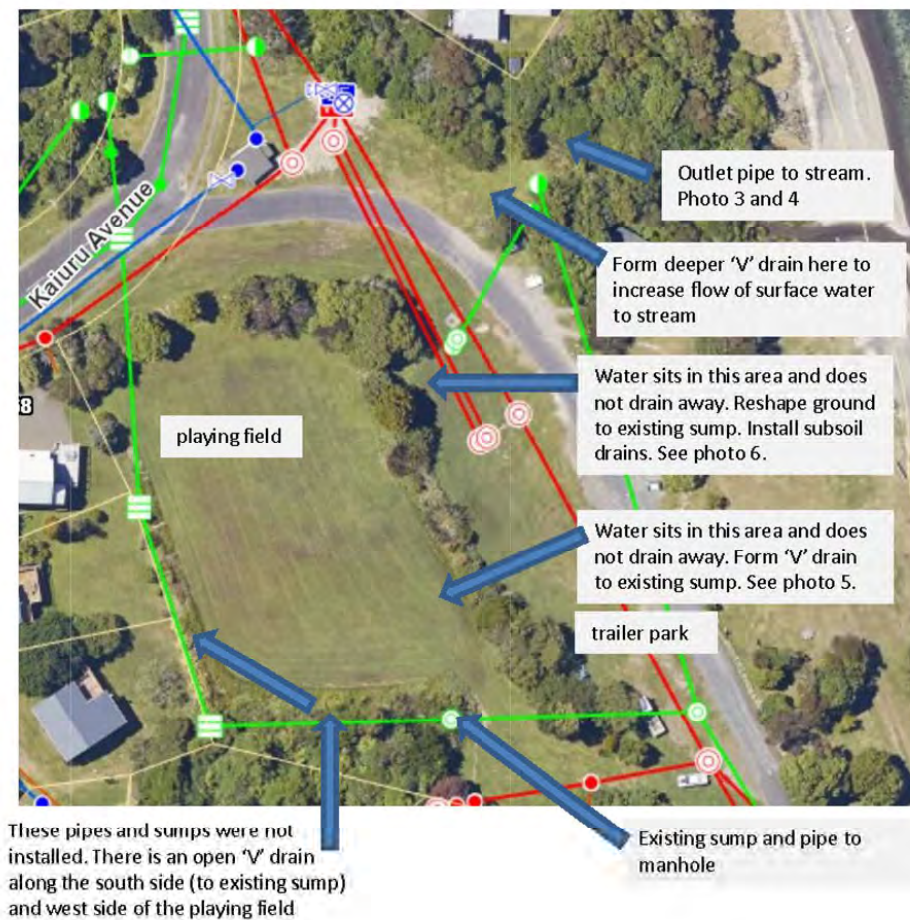 Outlet pipe to stream.
Photo 3 and 4
Kaiuru Avenue
Form deeper ‘V’ drain here to
increase flow of surface water
to stream
Water sits in this area and does
not drain away. Reshape ground
to existing sump. Install subsoil
drains. See photo 6.
8
playing field
Water sits in this area and does
not drain away. Form ‘V’ drain
to existing sump. See photo 5.
trailer park
These pipes and sumps were not
installed. There is an open ‘V’ drain
along the south side (to existing sump)
and west side of the playing field
Existing sump and pipe to
manhole